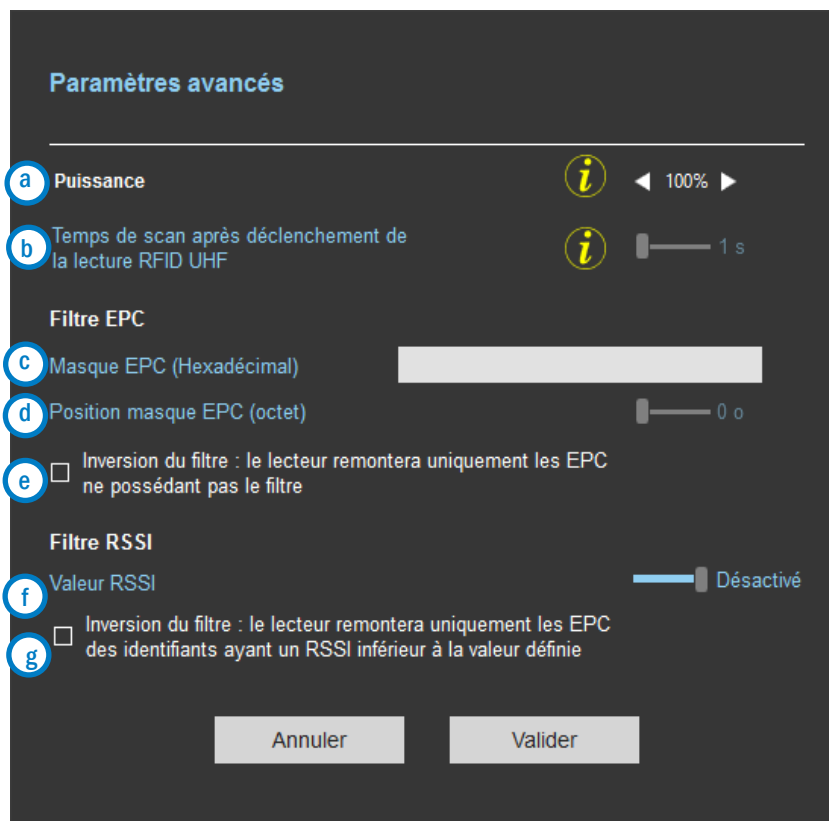 Paramètres avancés
a Puissance i ◀ 100% ▶
b Temps de scan après déclenchement de
la lecture RFID UHF i 1 s
Filtre EPC
c Masque EPC (Hexadécimal)
d Position masque EPC (octet) 0 o
e Inversion du filtre : le lecteur remontera uniquement les EPC
ne possédant pas le filtre
Filtre RSSI
f Valeur RSSI Désactivé
g Inversion du filtre : le lecteur remontera uniquement les EPC
des identifiants ayant un RSSI inférieur à la valeur définie
Annuler Valider